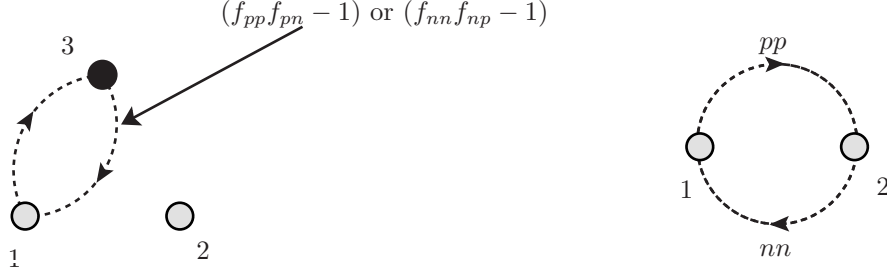 $(f_{pp}f_{pn} - 1)$ or $(f_{nn}f_{np} - 1)$
3
1
2
pp
1
2
nn